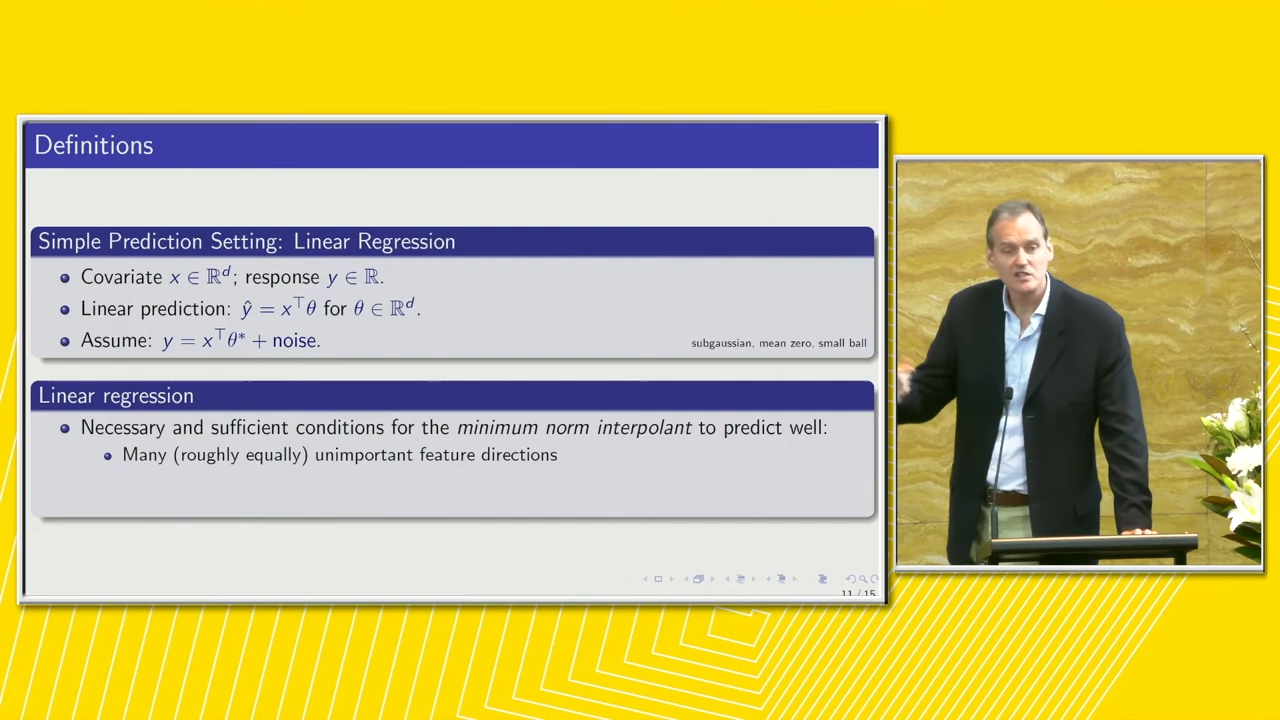 Definitions
Simple Prediction Setting: Linear Regression
Covariate x ∈ ℝᵈ; response y ∈ ℝ.
Linear prediction: ŷ = x⊤θ for θ ∈ ℝᵈ.
Assume: y = x⊤θ* + noise.
subgaussian, mean zero, small ball
Linear regression
Necessary and sufficient conditions for the minimum norm interpolant to predict well:
Many (roughly equally) unimportant feature directions
11 / 15